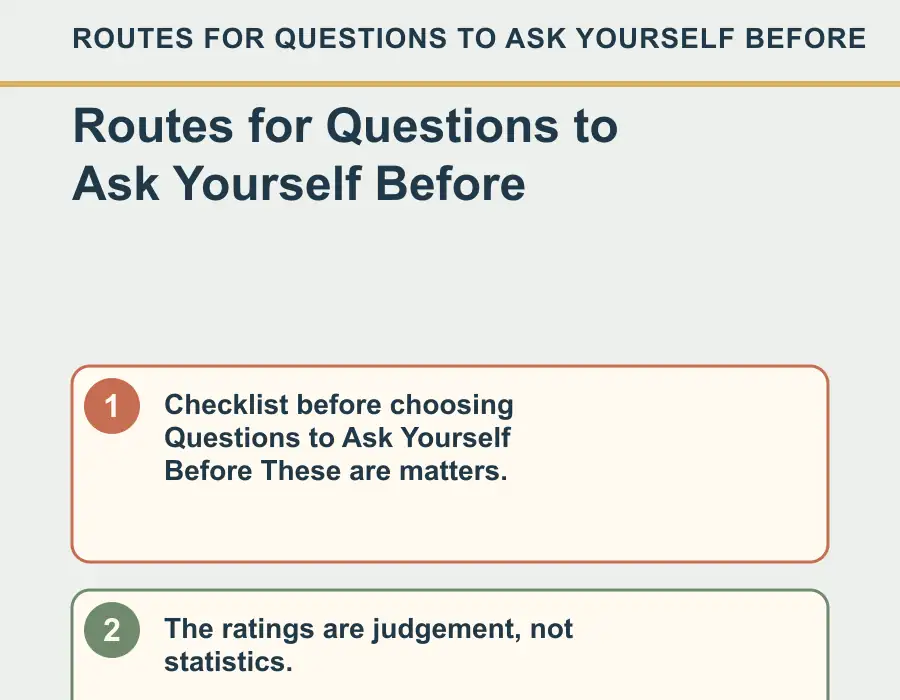 ROUTES FOR QUESTIONS TO ASK YOURSELF BEFORE
Routes for Questions to
Ask Yourself Before
1
Checklist before choosing
Questions to Ask Yourself
Before These are matters.
2
The ratings are judgement, not
statistics.